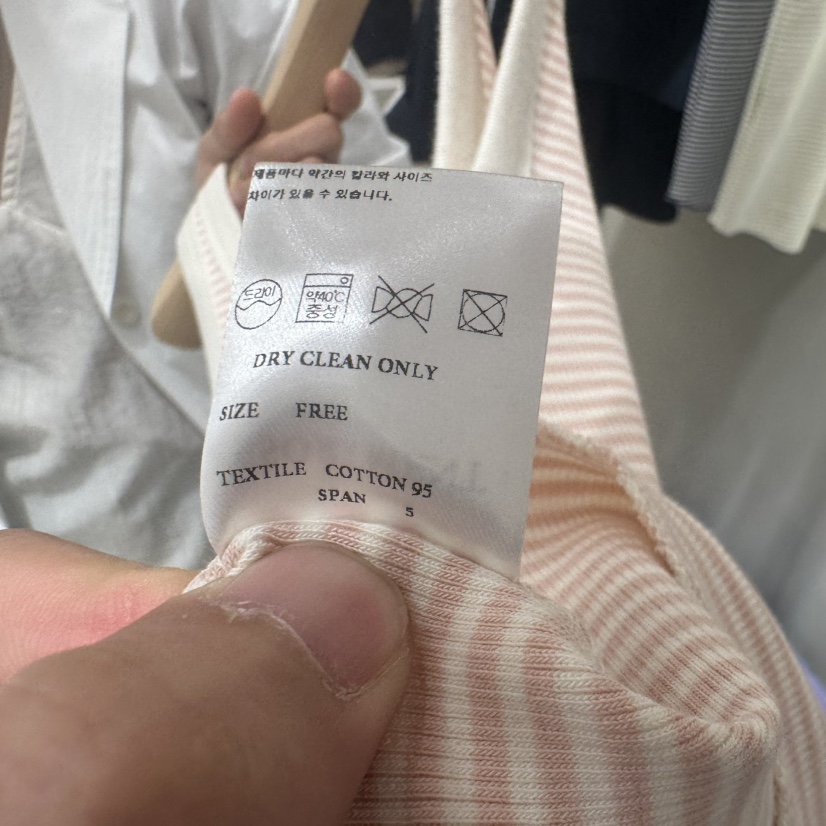 제품마다 약간의 칼라와 사이즈
차이가 있을 수 있습니다.
드라이
약40℃
중성
DRY CLEAN ONLY
SIZE FREE
TEXTILE COTTON 95
SPAN 5